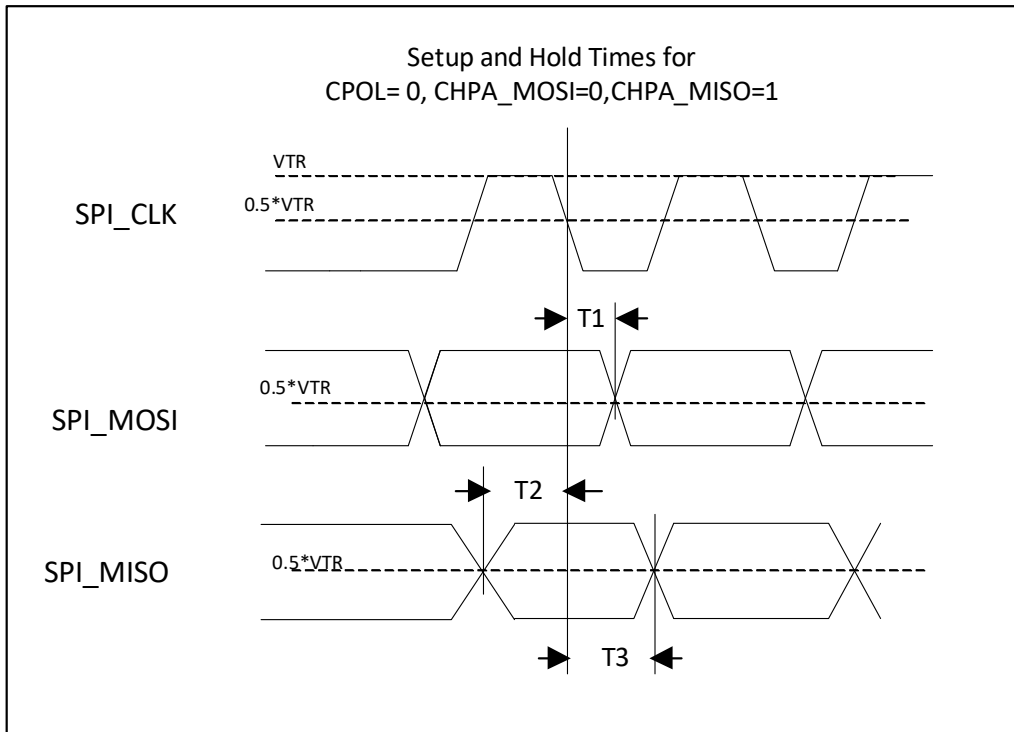 Setup and Hold Times for
CPOL= 0, CHPA_MOSI=0,CHPA_MISO=1
VTR
0.5*VTR
SPI_CLK
T1
0.5*VTR
SPI_MOSI
T2
0.5*VTR
SPI_MISO
T3